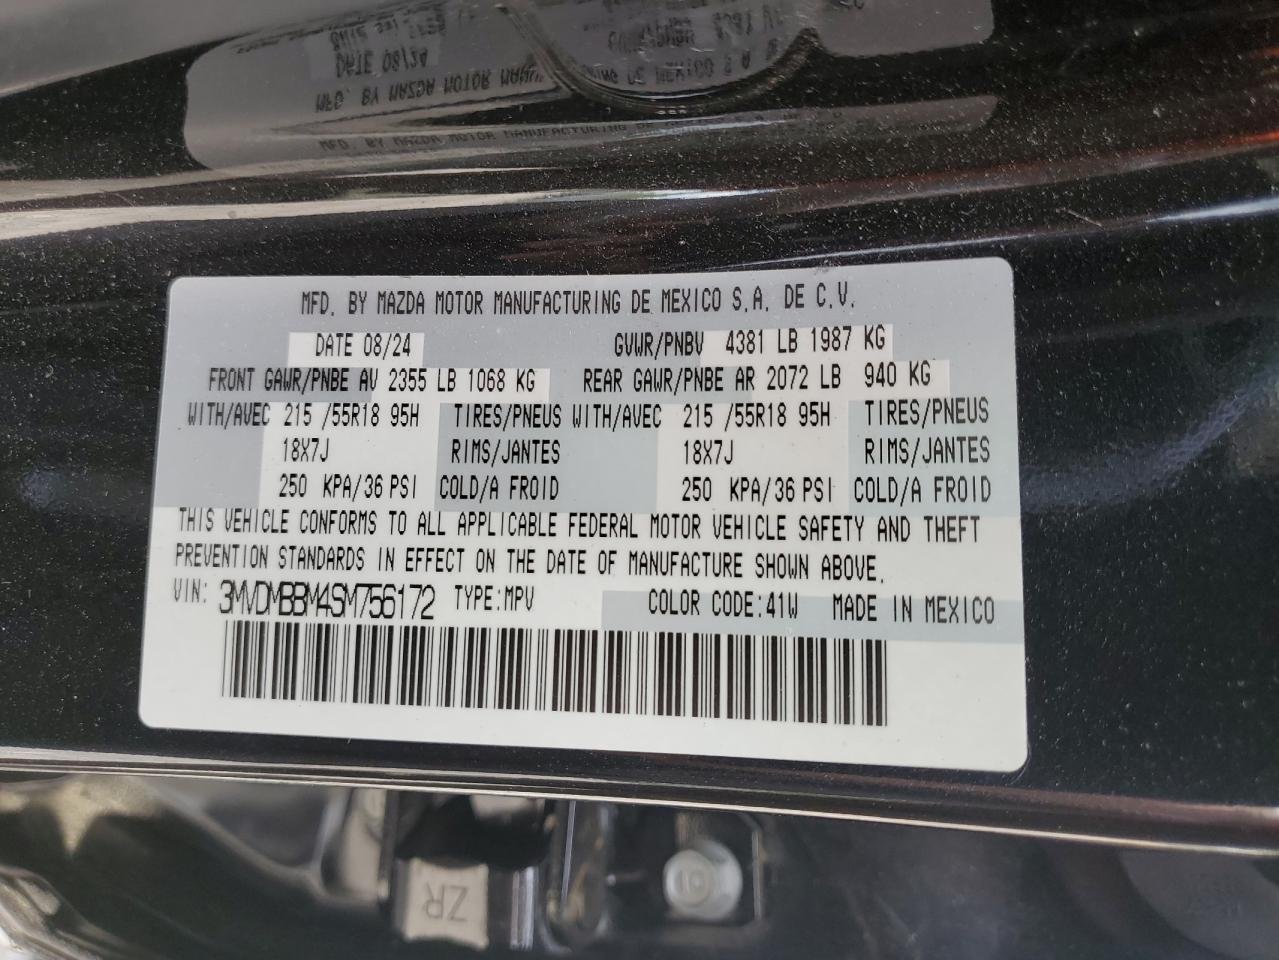 MFD. BY MAZDA MOTOR MANUFACTURING DE MEXICO S.A. DE C.V.
DATE 08/24 GVWR/PNBV 4381 LB 1987 KG
FRONT GAWR/PNBE AV 2355 LB 1068 KG REAR GAWR/PNBE AR 2072 LB 940 KG
WITH/AVEC 215 /55R18 95H TIRES/PNEUS WITH/AVEC 215 /55R18 95H TIRES/PNEUS
18X7J RIMS/JANTES 18X7J RIMS/JANTES
250 KPA/36 PSI COLD/A FROID 250 KPA/36 PSI COLD/A FROID
THIS VEHICLE CONFORMS TO ALL APPLICABLE FEDERAL MOTOR VEHICLE SAFETY AND THEFT
PREVENTION STANDARDS IN EFFECT ON THE DATE OF MANUFACTURE SHOWN ABOVE.
VIN: 3MVDMBBM4SM756172 TYPE:MPV COLOR CODE:41W MADE IN MEXICO
ZR
10